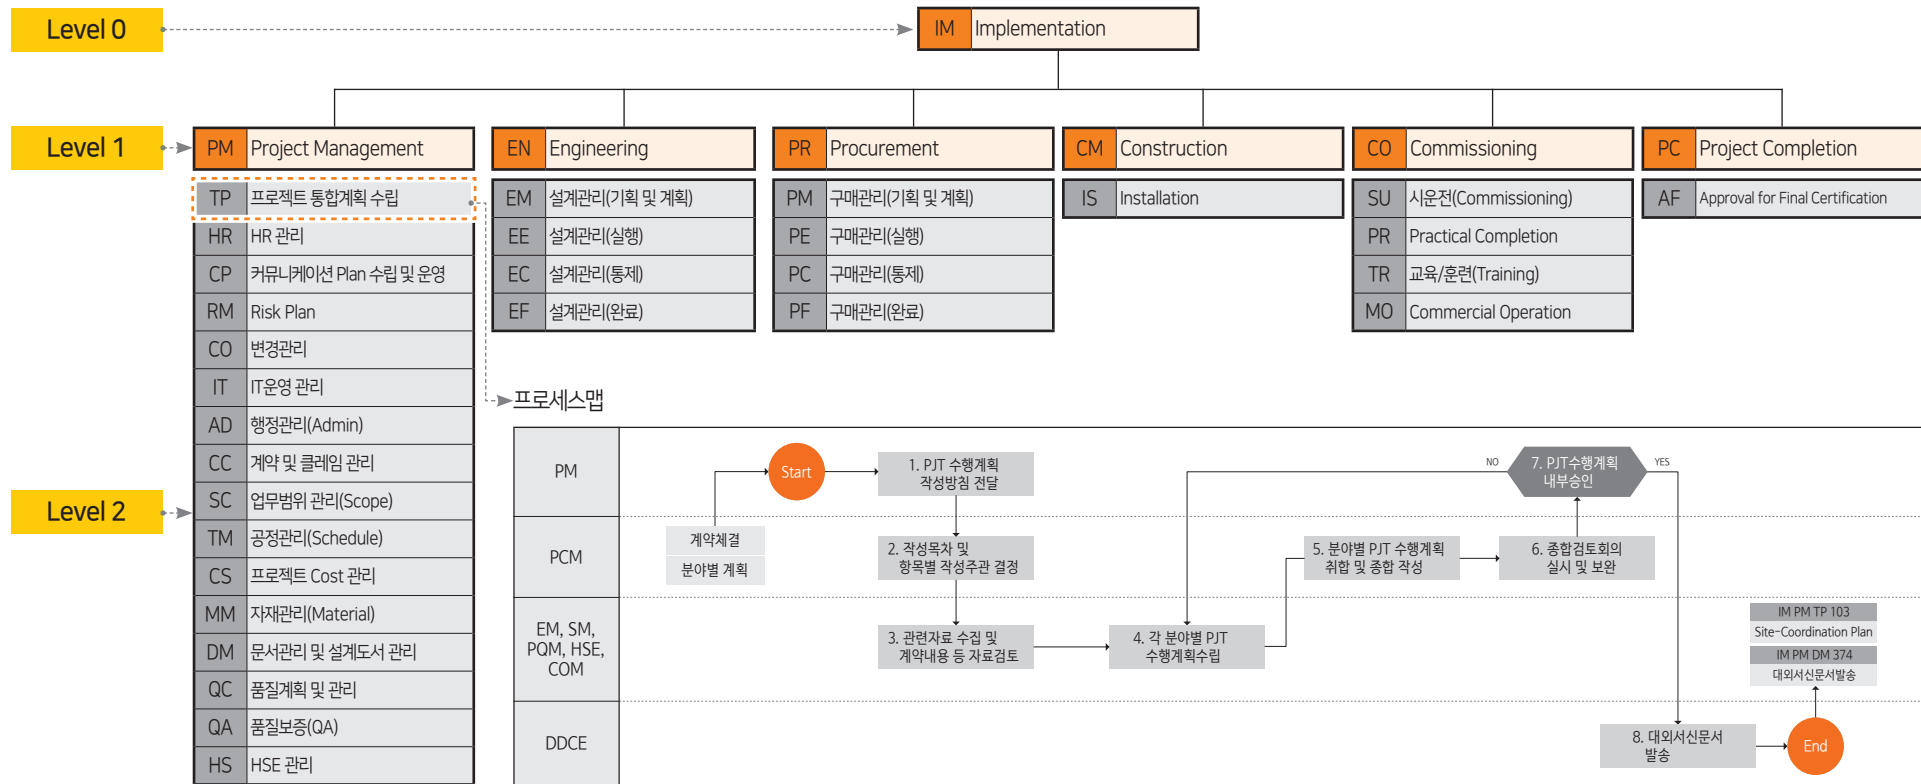 Level 0
IM Implementation
Level 1
PM Project Management
EN Engineering
PR Procurement
CM Construction
CO Commissioning
PC Project Completion
TP 프로젝트 통합계획 수립
HR HR 관리
CP 커뮤니케이션 Plan 수립 및 운영
RM Risk Plan
CO 변경관리
IT IT운영 관리
AD 행정관리(Admin)
CC 계약 및 클레임 관리
SC 업무범위 관리(Scope)
TM 공정관리(Schedule)
CS 프로젝트 Cost 관리
MM 자재관리(Material)
DM 문서관리 및 설계도서 관리
QC 품질계획 및 관리
QA 품질보증(QA)
HS HSE 관리
EM 설계관리(기획 및 계획)
EE 설계관리(실행)
EC 설계관리(통제)
EF 설계관리(완료)
PM 구매관리(기획 및 계획)
PE 구매관리(실행)
PC 구매관리(통제)
PF 구매관리(완료)
IS Installation
SU 시운전(Commissioning)
PR Practical Completion
TR 교육/훈련(Training)
MO Commercial Operation
AF Approval for Final Certification
Level 2
프로세스맵
PM
Start
1. PJT 수행계획
작성방침 전달
NO
7. PJT수행계획
내부승인
YES
PCM
계약체결
분야별 계획
2. 작성목차 및
항목별 작성주관 결정
5. 분야별 PJT 수행계획
취합 및 종합 작성
6. 종합검토회의
실시 및 보완
EM, SM,
PQM, HSE,
COM
3. 관련자료 수집 및
계약내용 등 자료검토
4. 각 분야별 PJT
수행계획수립
IM PM TP 103
Site-Coordination Plan
IM PM DM 374
대외서신문서발송
DDCE
8. 대외서신문서
발송
End